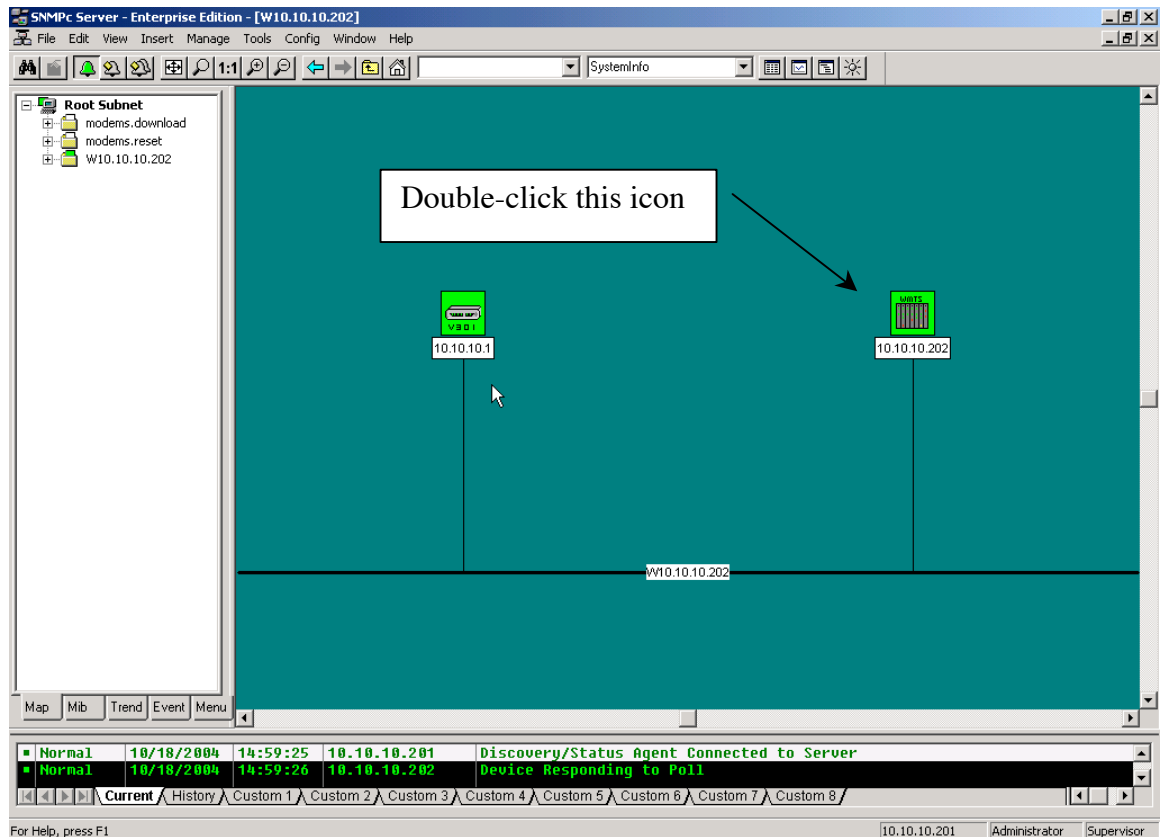 SNMPc Server - Enterprise Edition - [W10.10.10.202]
File Edit View Insert Manage Tools Config Window Help
1:1 SystemInfo
Root Subnet
modems.download
modems.reset
W10.10.10.202
Double-click this icon
WMTS
V301
10.10.10.1
10.10.10.202
W10.10.10.202
Map Mib Trend Event Menu
Normal 10/18/2004 14:59:25 10.10.10.201 Discovery/Status Agent Connected to Server
Normal 10/18/2004 14:59:26 10.10.10.202 Device Responding to Poll
Current History Custom 1 Custom 2 Custom 3 Custom 4 Custom 5 Custom 6 Custom 7 Custom 8
For Help, press F1 10.10.10.201 Administrator Supervisor